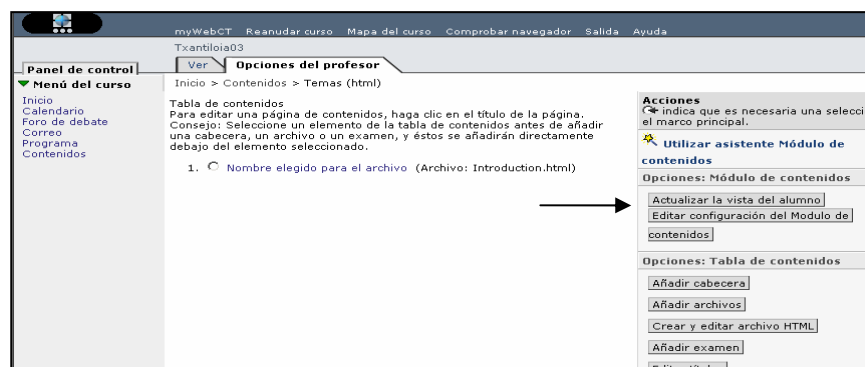 myWebCT Reanudar curso Mapa del curso Comprobar navegador Salida Ayuda
Txantiloia03
Panel de control
Ver Opciones del profesor
Menú del curso
Inicio > Contenidos > Temas (html)
Inicio
Calendario
Foro de debate
Correo
Programa
Contenidos
Tabla de contenidos
Para editar una página de contenidos, haga clic en el título de la página.
Consejo: Seleccione un elemento de la tabla de contenidos antes de añadir
una cabecera, un archivo o un examen, y éstos se añadirán directamente
debajo del elemento seleccionado.
1. Nombre elegido para el archivo (Archivo: Introduction.html)
Acciones
indica que es necesaria una selecci
el marco principal.
Utilizar asistente Módulo de
contenidos
Opciones: Módulo de contenidos
Actualizar la vista del alumno
Editar configuración del Modulo de
contenidos
Opciones: Tabla de contenidos
Añadir cabecera
Añadir archivos
Crear y editar archivo HTML
Añadir examen